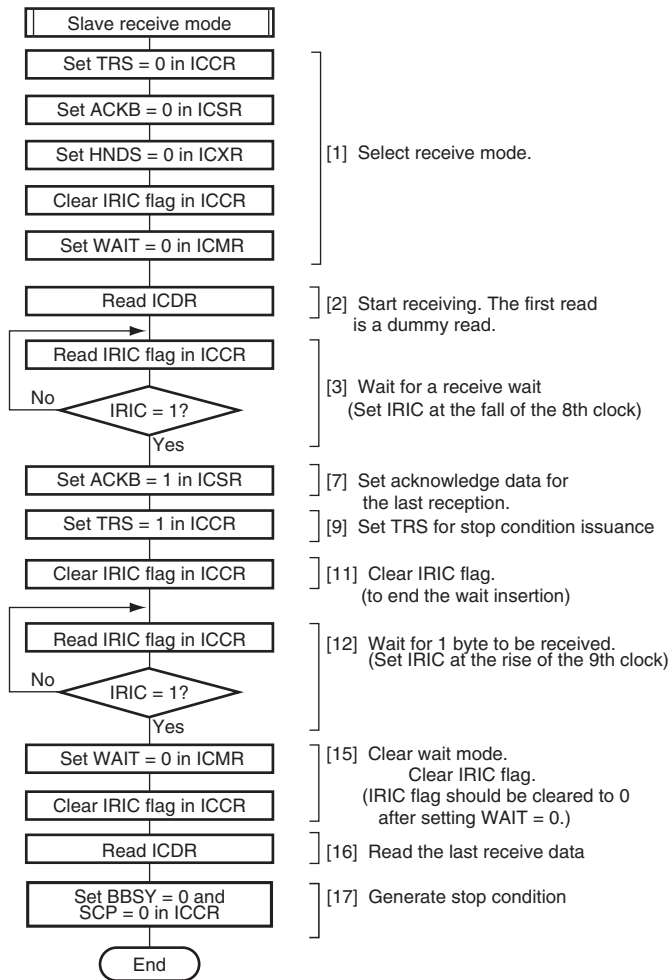 Slave receive mode
Set TRS = 0 in ICCR
Set ACKB = 0 in ICSR
Set HNDS = 0 in ICXR
[1] Select receive mode.
Clear IRIC flag in ICCR
Set WAIT = 0 in ICMR
Read ICDR
[2] Start receiving. The first read
is a dummy read.
Read IRIC flag in ICCR
[3] Wait for a receive wait
(Set IRIC at the fall of the 8th clock)
No
IRIC = 1?
Yes
Set ACKB = 1 in ICSR
[7] Set acknowledge data for
the last reception.
Set TRS = 1 in ICCR
[9] Set TRS for stop condition issuance
Clear IRIC flag in ICCR
[11] Clear IRIC flag.
(to end the wait insertion)
Read IRIC flag in ICCR
[12] Wait for 1 byte to be received.
(Set IRIC at the rise of the 9th clock)
No
IRIC = 1?
Yes
Set WAIT = 0 in ICMR
[15] Clear wait mode.
Clear IRIC flag.
(IRIC flag should be cleared to 0
after setting WAIT = 0.)
Clear IRIC flag in ICCR
Read ICDR
[16] Read the last receive data
Set BBSY = 0 and
SCP = 0 in ICCR
[17] Generate stop condition
End